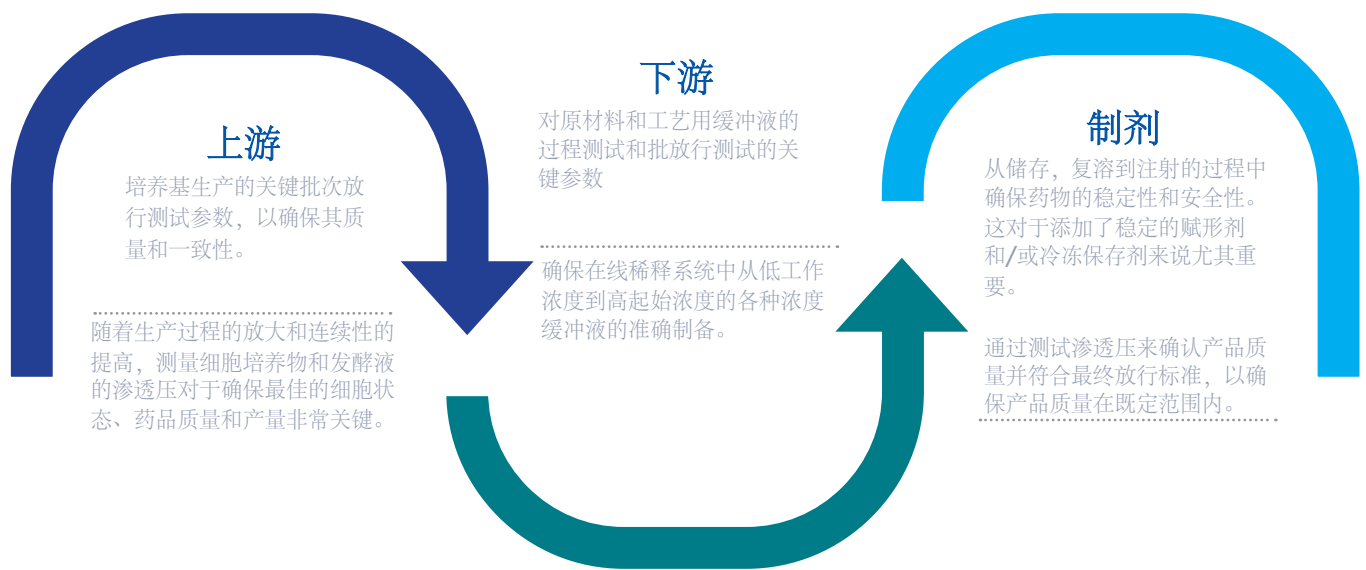 上游
培养基生产的关键批次放
行测试参数，以确保其质
量和一致性。
随着生产过程的放大和连续性的
提高，测量细胞培养物和发酵液
的渗透压对于确保最佳的细胞状
态、药品质量和产量非常关键。
下游
对原材料和工艺用缓冲液的
过程测试和批放行测试的关
键参数
确保在线稀释系统中从低工作
浓度到高起始浓度的各种浓度
缓冲液的准确制备。
制剂
从储存，复溶到注射的过程中
确保药物的稳定性和安全性。
这对于添加了稳定的赋形剂
和/或冷冻保存剂来说尤其重
要。
通过测试渗透压来确认产品质
量并符合最终放行标准，以确
保产品质量在既定范围内。